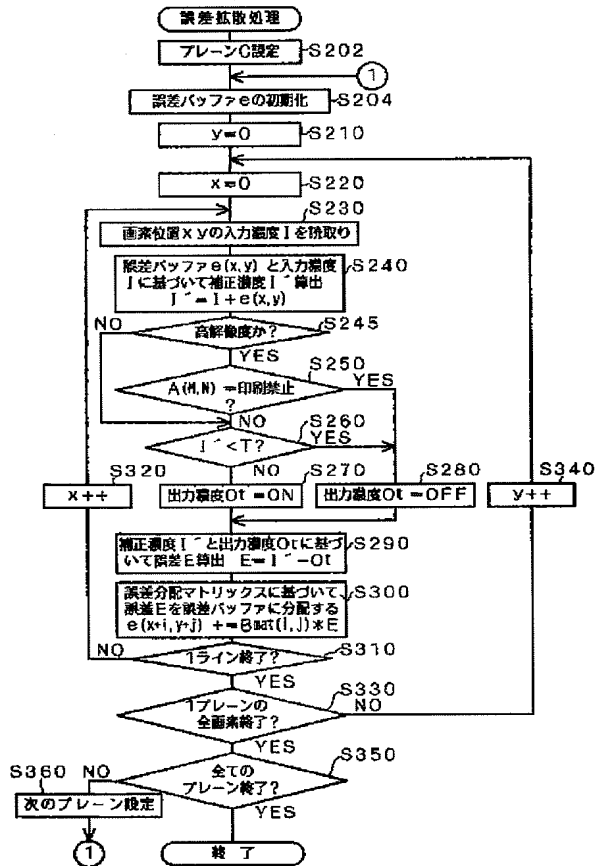 誤差拡散処理
プレーンC設定
S202
1
誤差バッファeの初期化
S204
y=0
S210
x=0
S220
S230
画素位置xyの入力濃度Iを読取り
誤差バッファe(x,y)と入力濃度
Iに基づいて補正濃度I´算出
I´=I+e(x,y)
S240
NO
高解像度か?
S245
YES
S250
A(M,N)=印刷禁止
?
YES
NO
S260
I´<T?
YES
S320
x++
NO
S270
出力濃度Ot=ON
S280
出力濃度Ot=OFF
S340
y++
補正濃度I´と出力濃度Otに基づ
いて誤差E算出 E=I´-Ot
S290
誤差分配マトリックスに基づいて
誤差Eを誤差バッファに分配する
e(x+i,y+j) +=Bmat(i,j)*E
S300
NO
1ライン終了?
S310
YES
S330
1プレーンの
全画素終了?
NO
YES
S350
全ての
プレーン終了?
S360
NO
次のプレーン設定
YES
1
終了